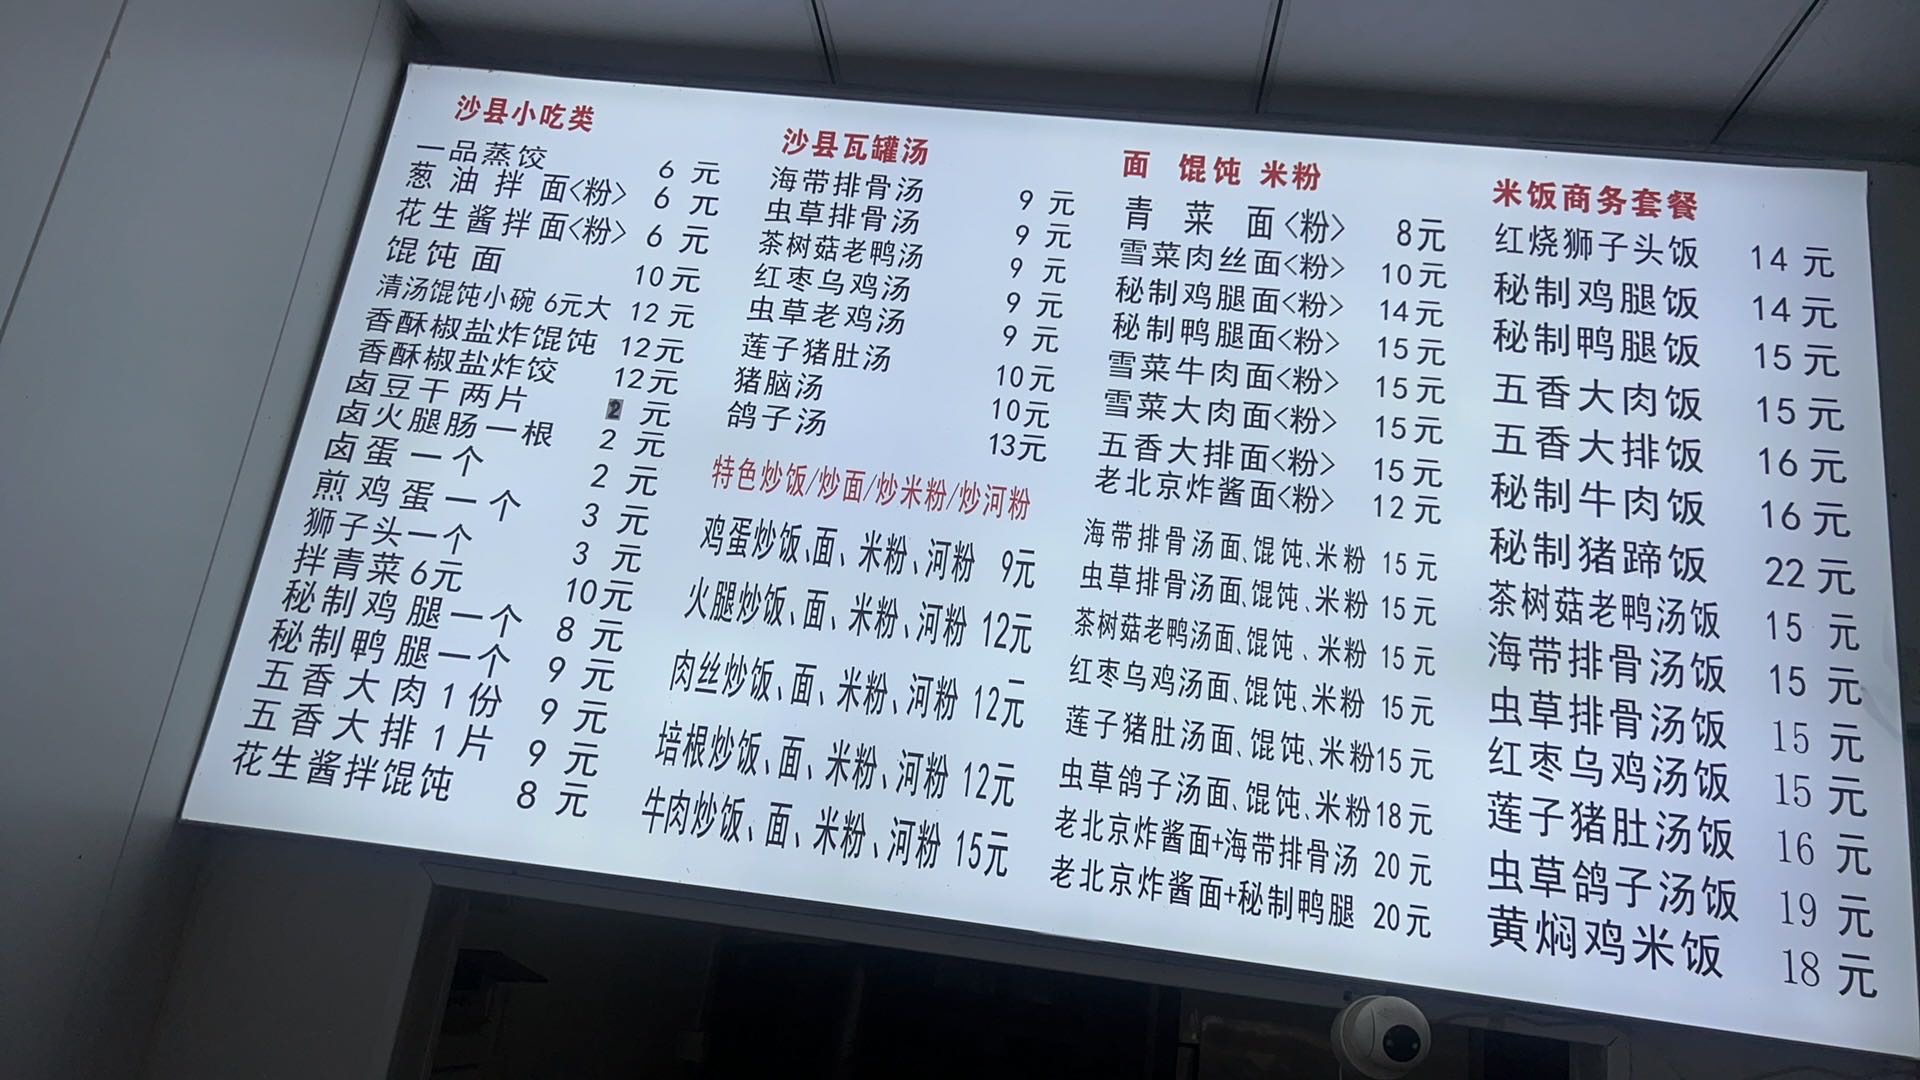 沙县小吃类
一品蒸饺 6元
葱油拌面<粉> 6元
花生酱拌面<粉> 6元
馄饨面 10元
清汤馄饨小碗6元大 12元
香酥椒盐炸馄饨 12元
香酥椒盐炸饺 12元
卤豆干两片 2元
卤火腿肠一根 2元
卤蛋一个 2元
煎鸡蛋一个 3元
狮子头一个 3元
拌青菜6元 10元
秘制鸡腿一个 8元
秘制鸭腿一个 9元
五香大肉1份 9元
五香大排1片 9元
花生酱拌馄饨 8元
沙县瓦罐汤
海带排骨汤 9元
虫草排骨汤 9元
茶树菇老鸭汤 9元
红枣乌鸡汤 9元
虫草老鸡汤 9元
莲子猪肚汤 10元
猪脑汤 10元
鸽子汤 13元
特色炒饭/炒面/炒米粉/炒河粉
鸡蛋炒饭、面、米粉、河粉 9元
火腿炒饭、面、米粉、河粉 12元
肉丝炒饭、面、米粉、河粉 12元
培根炒饭、面、米粉、河粉 12元
牛肉炒饭、面、米粉、河粉 15元
面 馄饨 米粉
青菜面<粉> 8元
雪菜肉丝面<粉> 10元
秘制鸡腿面<粉> 14元
秘制鸭腿面<粉> 15元
雪菜牛肉面<粉> 15元
雪菜大肉面<粉> 15元
五香大排面<粉> 15元
老北京炸酱面<粉> 12元
海带排骨汤面、馄饨、米粉 15元
虫草排骨汤面、馄饨、米粉 15元
茶树菇老鸭汤面、馄饨、米粉 15元
红枣乌鸡汤面、馄饨、米粉 15元
莲子猪肚汤面、馄饨、米粉15元
虫草鸽子汤面、馄饨、米粉18元
老北京炸酱面+海带排骨汤 20元
老北京炸酱面+秘制鸭腿 20元
米饭商务套餐
红烧狮子头饭 14元
秘制鸡腿饭 14元
秘制鸭腿饭 15元
五香大肉饭 15元
五香大排饭 16元
秘制牛肉饭 16元
秘制猪蹄饭 22元
茶树菇老鸭汤饭 15元
海带排骨汤饭 15元
虫草排骨汤饭 15元
红枣乌鸡汤饭 15元
莲子猪肚汤饭 16元
虫草鸽子汤饭 19元
黄焖鸡米饭 18元